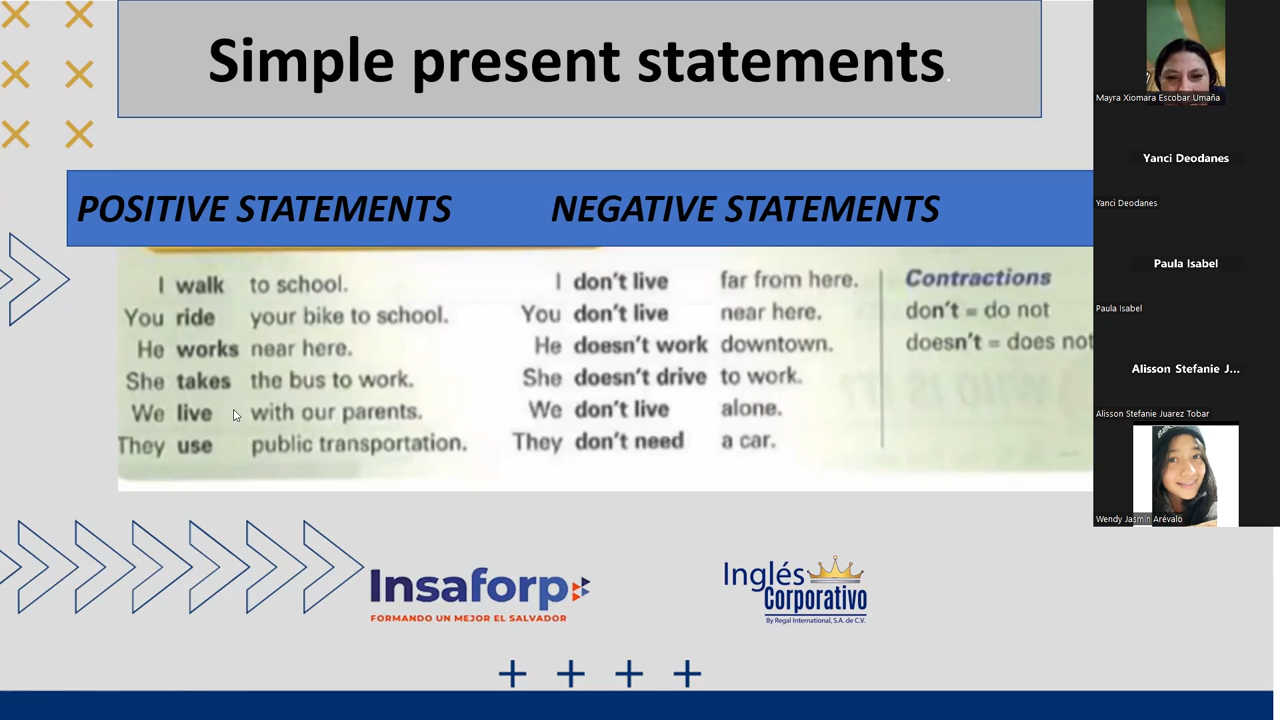 Simple present statements.
POSITIVE STATEMENTS NEGATIVE STATEMENTS
I walk to school. I don't live far from here. Contractions
You ride your bike to school. You don't live near here. don't = do not
He works near here. He doesn't work downtown. doesn't = does not
She takes the bus to work. She doesn't drive to work.
We live with our parents. We don't live alone.
They use public transportation. They don't need a car.
Insaforp
FORMANDO UN MEJOR EL SALVADOR
Inglés
Corporativo
By Regal International, S.A. de C.V.
Mayra Xiomara Escobar Umaña
Yanci Deodanes
Yanci Deodanes
Paula Isabel
Paula Isabel
Alisson Stefanie J...
Alisson Stefanie Juarez Tobar
Wendy Jasmin Arévalo